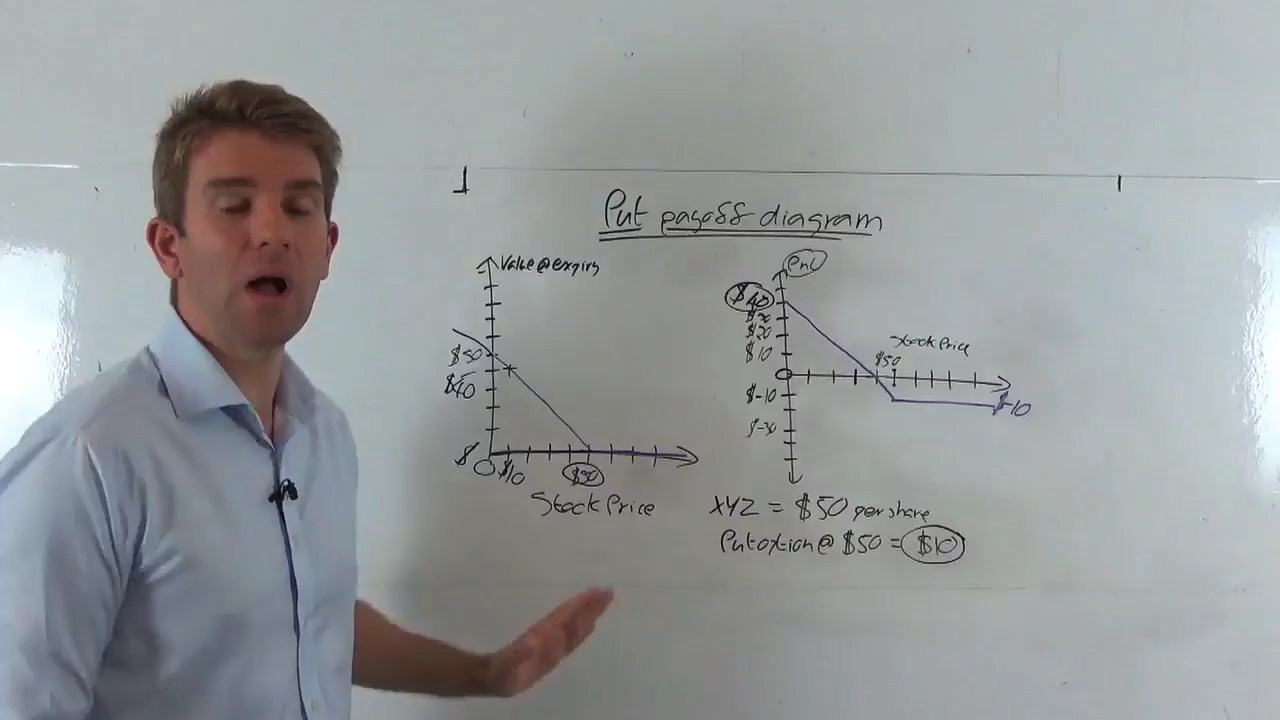 Put payoff diagram
Value@expiry
$50
$40
$
0
$10
$50
Stock Price
PnL
$40
$30
$20
$10
0
$-10
$-30
Stock Price
$50
$-10
XYZ = $50 per share
Put option @ $50 = $10